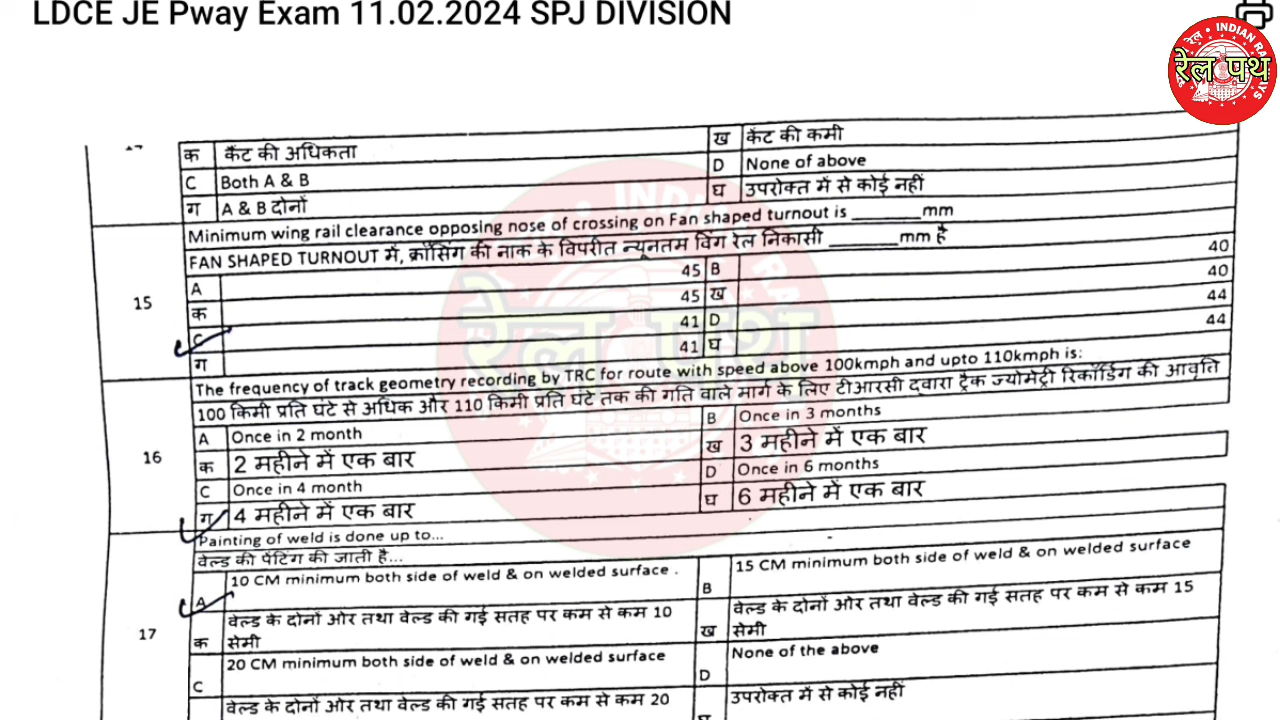 LDCE JE Pway Exam 11.02.2024 SPJ DIVISION
रेल • INDIAN RAILWAYS
रेल पथ
क कैंट की अधिकता ख कैंट की कमी
C Both A & B D None of above
ग A & B दोनों घ उपरोक्त में से कोई नहीं
15
Minimum wing rail clearance opposing nose of crossing on Fan shaped turnout is _______mm
FAN SHAPED TURNOUT में, क्रॉसिंग की नाक के विपरीत न्यूनतम विंग रेल निकासी _______mm है
A 45 B 40
क 45 ख 40
C 41 D 44
ग 41 घ 44
16
The frequency of track geometry recording by TRC for route with speed above 100kmph and upto 110kmph is:
100 किमी प्रति घंटे से अधिक और 110 किमी प्रति घंटे तक की गति वाले मार्ग के लिए टीआरसी द्वारा ट्रैक ज्योमेट्री रिकॉर्डिंग की आवृति
A Once in 2 month B Once in 3 months
क 2 महीने में एक बार ख 3 महीने में एक बार
C Once in 4 month D Once in 6 months
ग 4 महीने में एक बार घ 6 महीने में एक बार
17
Painting of weld is done up to...
वेल्ड की पेंटिंग की जाती है...
A 10 CM minimum both side of weld & on welded surface . B 15 CM minimum both side of weld & on welded surface
क वेल्ड के दोनों ओर तथा वेल्ड की गई सतह पर कम से कम 10 सेमी ख वेल्ड के दोनों ओर तथा वेल्ड की गई सतह पर कम से कम 15 सेमी
C 20 CM minimum both side of weld & on welded surface D None of the above
वेल्ड के दोनों ओर तथा वेल्ड की गई सतह पर कम से कम 20 उपरोक्त में से कोई नहीं